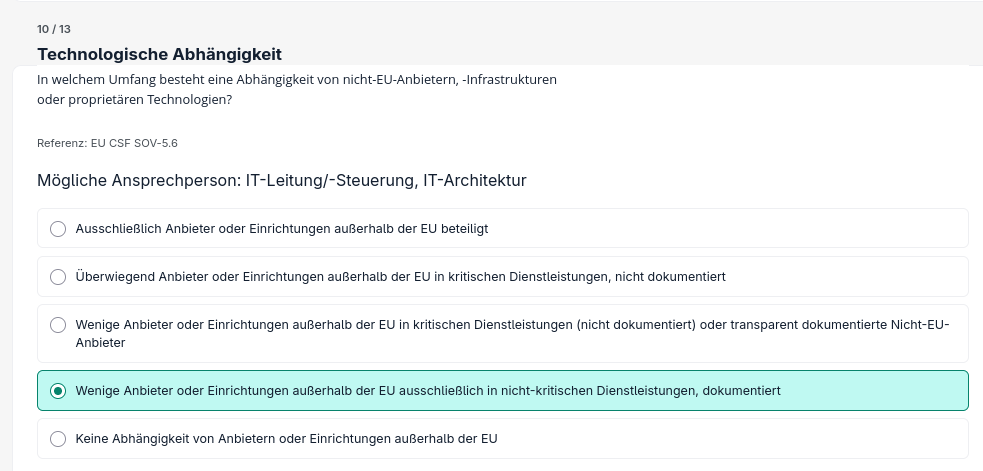 10 / 13
Technologische Abhängigkeit
In welchem Umfang besteht eine Abhängigkeit von nicht-EU-Anbietern, -Infrastrukturen
oder proprietären Technologien?
Referenz: EU CSF SOV-5.6
Mögliche Ansprechperson: IT-Leitung/-Steuerung, IT-Architektur
Ausschließlich Anbieter oder Einrichtungen außerhalb der EU beteiligt
Überwiegend Anbieter oder Einrichtungen außerhalb der EU in kritischen Dienstleistungen, nicht dokumentiert
Wenige Anbieter oder Einrichtungen außerhalb der EU in kritischen Dienstleistungen (nicht dokumentiert) oder transparent dokumentierte Nicht-EU-
Anbieter
Wenige Anbieter oder Einrichtungen außerhalb der EU ausschließlich in nicht-kritischen Dienstleistungen, dokumentiert
Keine Abhängigkeit von Anbietern oder Einrichtungen außerhalb der EU